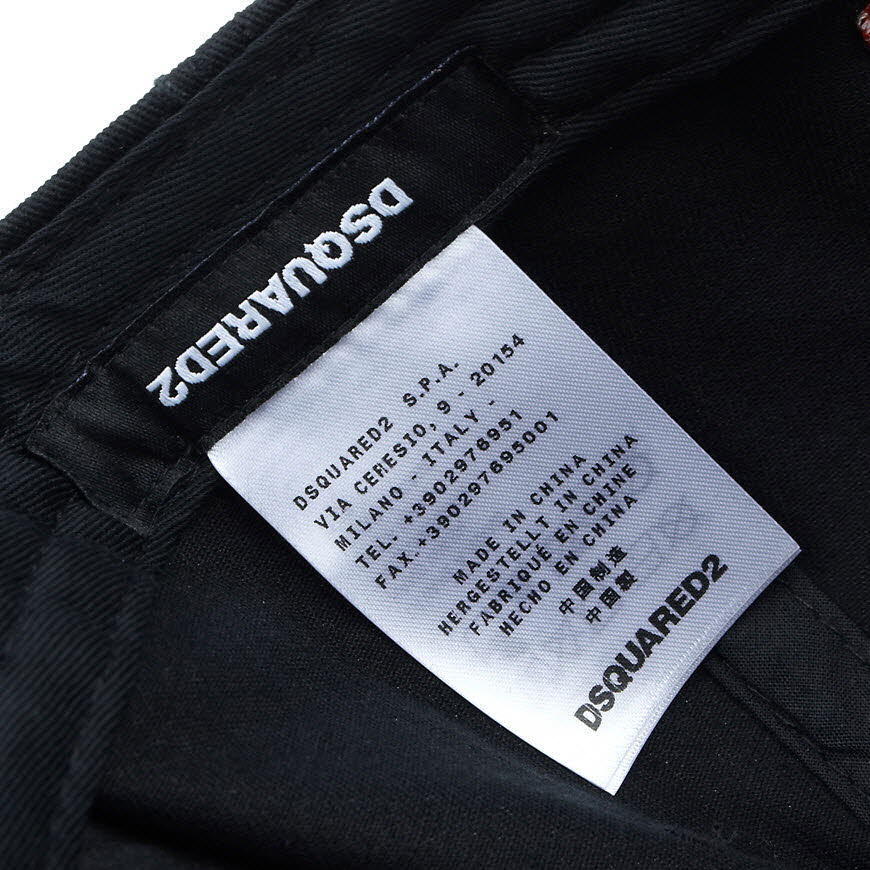 DSQUARED2
DSQUARED2 S.P.A.
VIA CERESIO, 9 - 20154
MILANO - ITALY -
TEL. +3902976951
FAX.+390297695001
MADE IN CHINA
HERGESTELLT IN CHINA
FABRIQUÉ EN CHINE
HECHO EN CHINA
中国制造
中国製
DSQUARED2